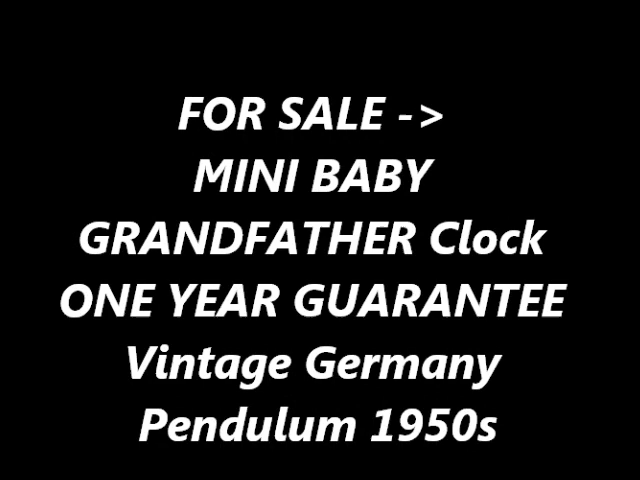 FOR SALE ->
MINI BABY
GRANDFATHER Clock
ONE YEAR GUARANTEE
Vintage Germany
Pendulum 1950s